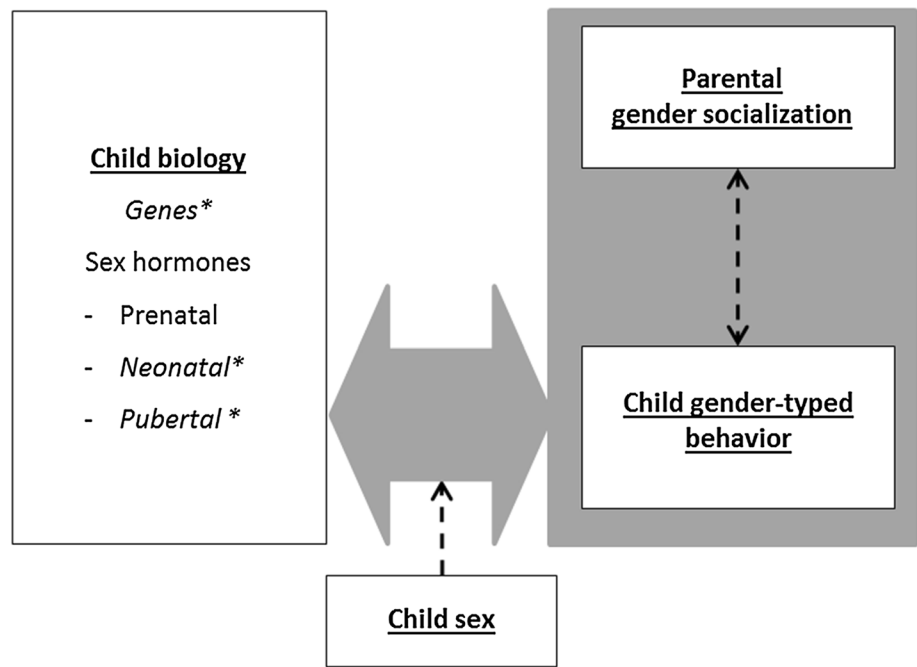 Child biology
Genes*
Sex hormones
- Prenatal
- Neonatal*
- Pubertal *
Parental
gender socialization
Child gender-typed
behavior
Child sex